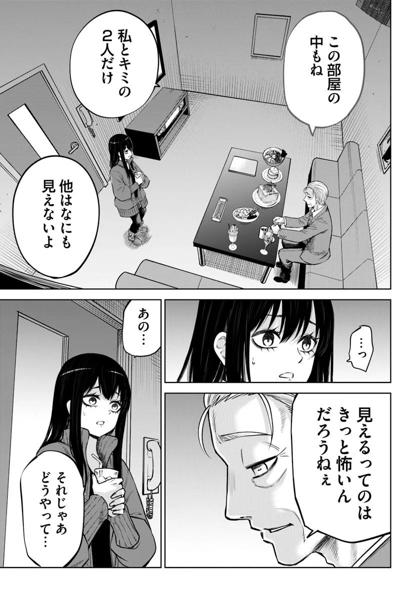 この部屋の
中もね
私とキミの
２人だけ
他はなにも
見えないよ
…っ
見えるってのは
きっと怖いん
だろうねぇ
あの…
それじゃあ
どうやって…